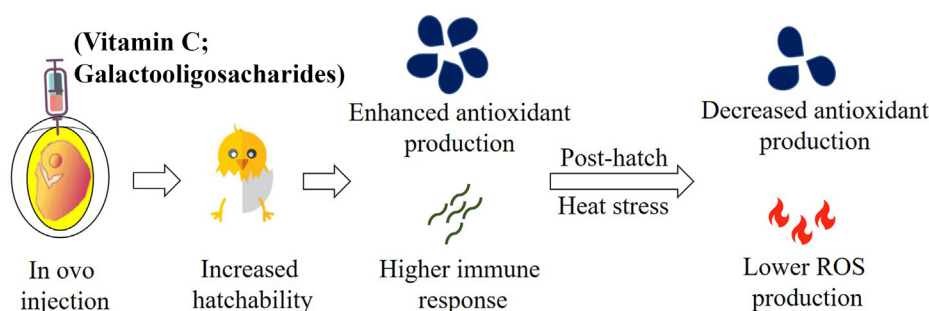 (Vitamin C;
Galactooligosacharides)
In ovo
injection
Increased
hatchability
Enhanced antioxidant
production
Higher immune
response
Post-hatch
Heat stress
Decreased antioxidant
production
Lower ROS
production